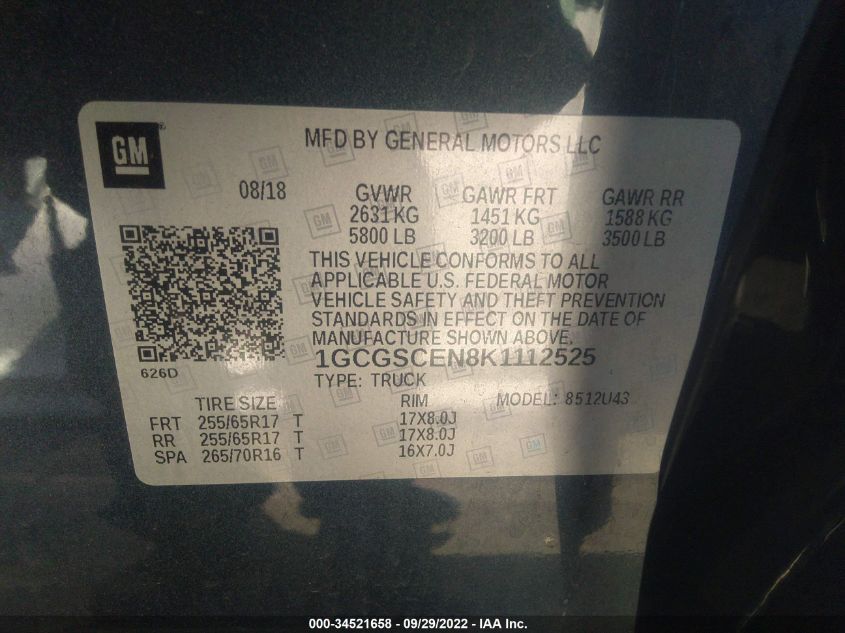 GM
MFD BY GENERAL MOTORS LLC
08/18 GVWR GAWR FRT GAWR RR
2631 KG 1451 KG 1588 KG
5800 LB 3200 LB 3500 LB
THIS VEHICLE CONFORMS TO ALL
APPLICABLE U.S. FEDERAL MOTOR
VEHICLE SAFETY AND THEFT PREVENTION
STANDARDS IN EFFECT ON THE DATE OF
MANUFACTURE SHOWN ABOVE.
1GCGSCEN8K1112525
626D
TYPE: TRUCK MODEL: 8512U43
TIRE SIZE RIM
FRT 255/65R17 T 17X8.0J
RR 255/65R17 T 17X8.0J
SPA 265/70R16 T 16X7.0J
000-34521658 - 09/29/2022 - IAA Inc.